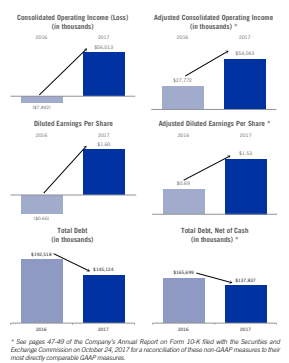 Consolidated Operating Income (Loss)
(in thousands)
2016 2017
$56,013
($7,842)
Adjusted Consolidated Operating Income
(in thousands) *
2016 2017
$54,043
$27,772
Diluted Earnings Per Share
2016 2017
$1.60
($0.66)
Adjusted Diluted Earnings Per Share *
2016 2017
$1.53
$0.69
Total Debt
(in thousands)
$192,518
$145,124
2016 2017
Total Debt, Net of Cash
(in thousands) *
$165,699
$137,837
2016 2017
* See pages 47-49 of the Company's Annual Report on Form 10-K filed with the Securities and
Exchange Commission on October 24, 2017 for a reconciliation of these non-GAAP measures to their
most directly comparable GAAP measures.